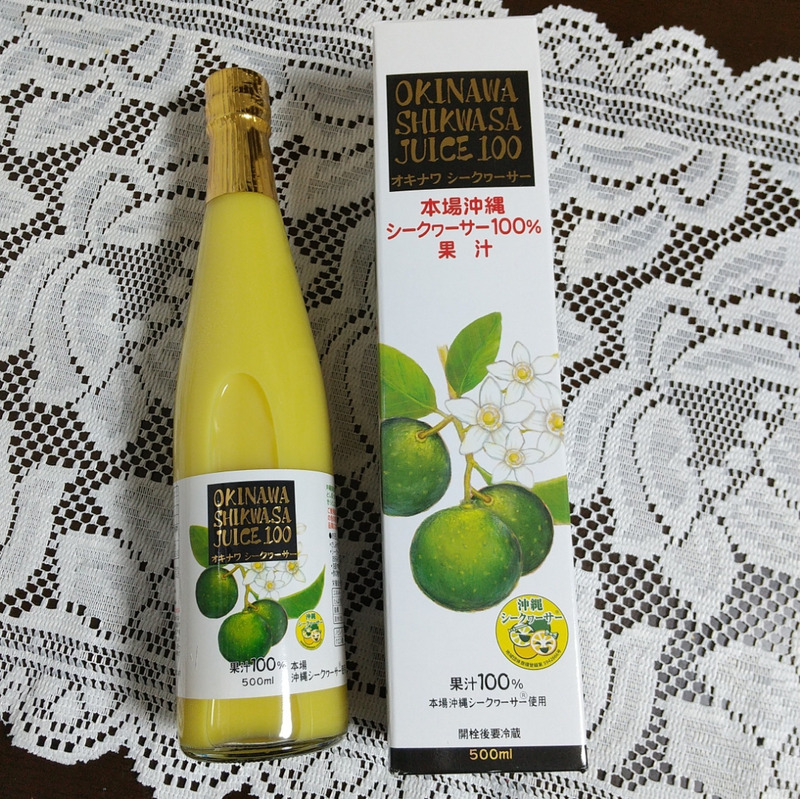 OKINAWA
SHIKWASA
JUICE 100
オキナワ シークヮーサー
果汁100%
500ml
本場
沖縄シークヮーサー
OKINAWA
SHIKWASA
JUICE 100
オキナワ シークヮーサー
本場沖縄
シークヮーサー100%
果汁
沖縄
シークヮーサー
果汁100%
本場沖縄シークヮーサー®使用
開栓後要冷蔵
500ml